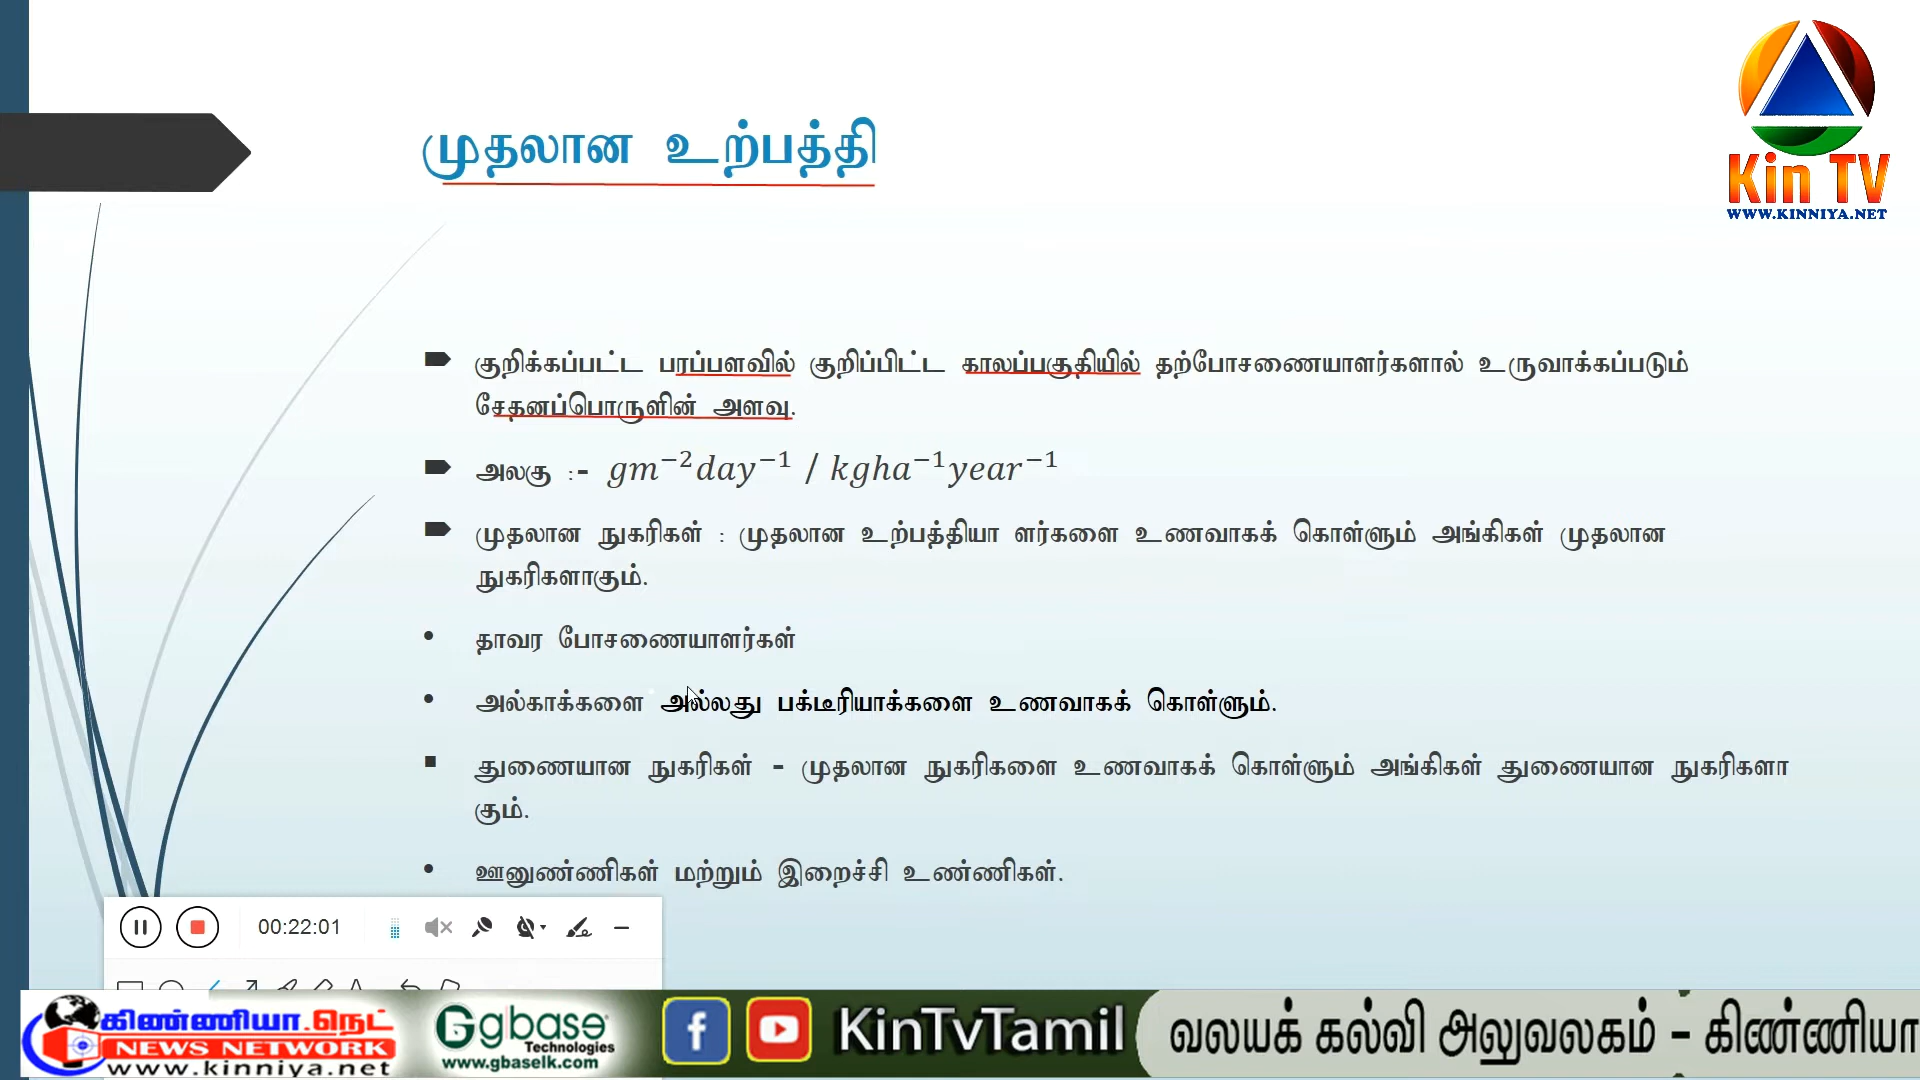 முதலான உற்பத்தி
Kin TV
WWW.KINNIYA.NET
குறிக்கப்பட்ட பரப்பளவில் குறிப்பிட்ட காலப்பகுதியில் தற்போசணையாளர்களால் உருவாக்கப்படும்
சேதனப்பொருளின் அளவு.
அலகு :- gm⁻²day⁻¹ / kgha⁻¹year⁻¹
முதலான நுகரிகள் : முதலான உற்பத்தியா ளர்களை உணவாகக் கொள்ளும் அங்கிகள் முதலான
நுகரிகளாகும்.
தாவர போசணையாளர்கள்
அல்காக்களை அல்லது பக்டீரியாக்களை உணவாகக் கொள்ளும்.
துணையான நுகரிகள் - முதலான நுகரிகளை உணவாகக் கொள்ளும் அங்கிகள் துணையான நுகரிகளா
கும்.
ஊனுண்ணிகள் மற்றும் இறைச்சி உண்ணிகள்.
00:22:01
கிண்ணியா.நெட்
NEWS NETWORK
www.kinniya.net
gbase
Technologies
www.gbaselk.com
KinTvTamil
வலயக் கல்வி அலுவலகம் - கிண்ணியா